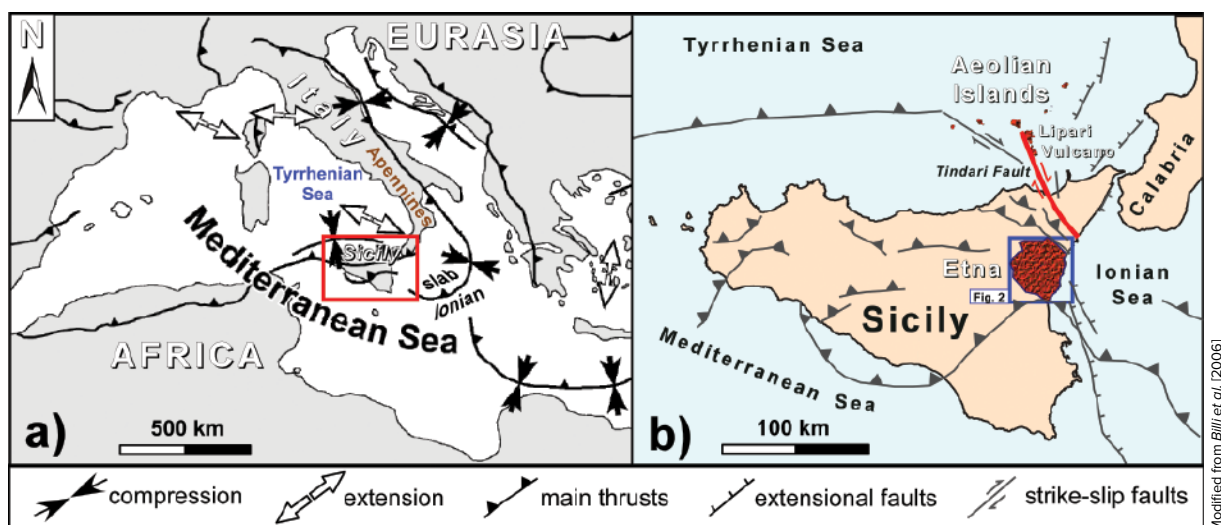 N
EURASIA
Italy
Apennines
Tyrrhenian
Sea
Sicily
slab
Ionian
Mediterranean Sea
AFRICA
a)
500 km
Tyrrhenian Sea
Aeolian
Islands
Lipari
Vulcano
Tindari Fault
Calabria
Etna
Fig. 2
Ionian
Sea
Sicily
Mediterranean Sea
b)
100 km
compression
extension
main thrusts
extensional faults
strike-slip faults
Modified from Billi et al. [2006]